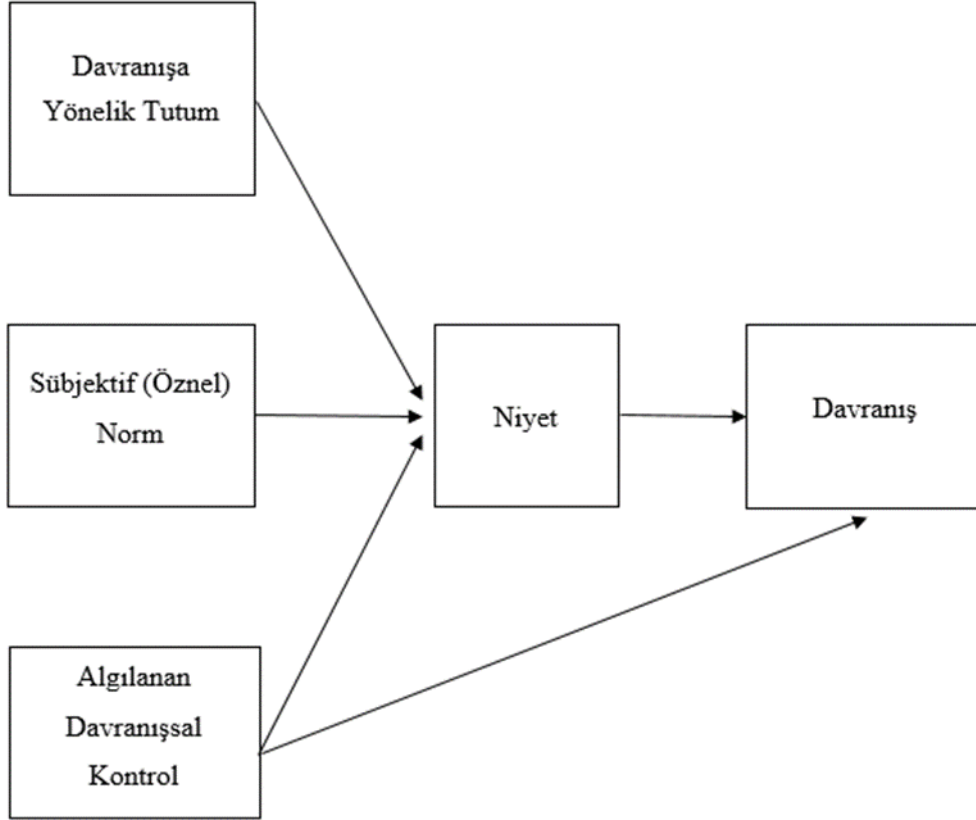 Davranışa
Yönelik Tutum
Sübjektif (Öznel)
Norm
Niyet
Davranış
Algılanan
Davranışsal
Kontrol